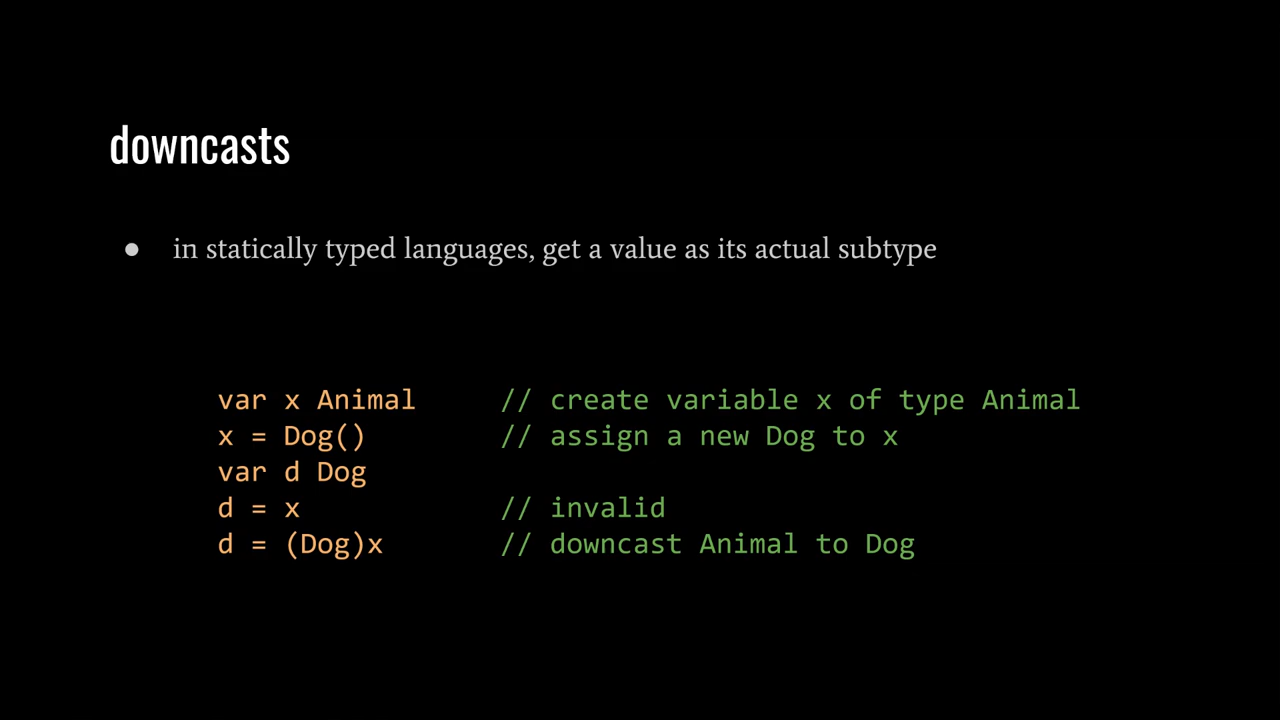 downcasts
● in statically typed languages, get a value as its actual subtype
var x Animal // create variable x of type Animal
x = Dog() // assign a new Dog to x
var d Dog
d = x // invalid
d = (Dog)x // downcast Animal to Dog